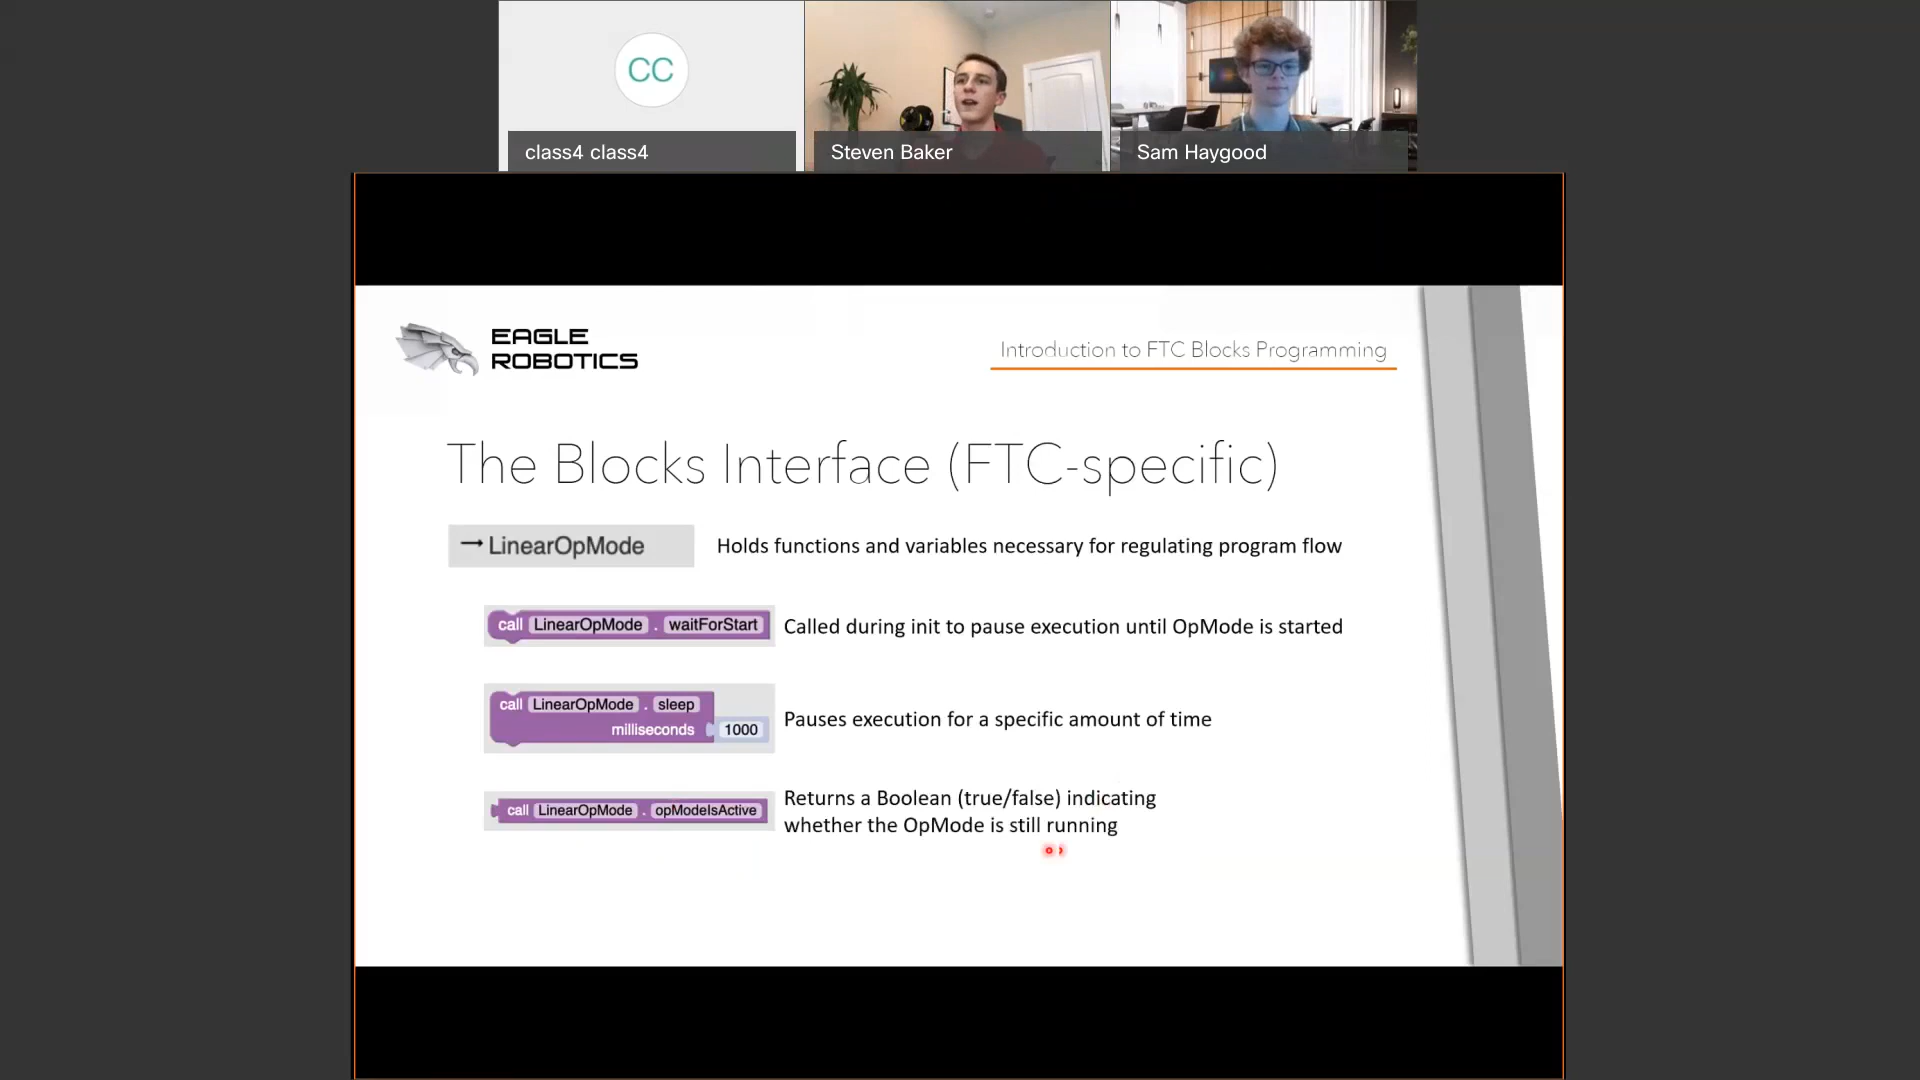 CC
class4 class4
Steven Baker
Sam Haygood
EAGLE
ROBOTICS
Introduction to FTC Blocks Programming
The Blocks Interface (FTC-specific)
→LinearOpMode
Holds functions and variables necessary for regulating program flow
call LinearOpMode . waitForStart
Called during init to pause execution until OpMode is started
call LinearOpMode . sleep
milliseconds 1000
Pauses execution for a specific amount of time
call LinearOpMode . opModeIsActive
Returns a Boolean (true/false) indicating
whether the OpMode is still running